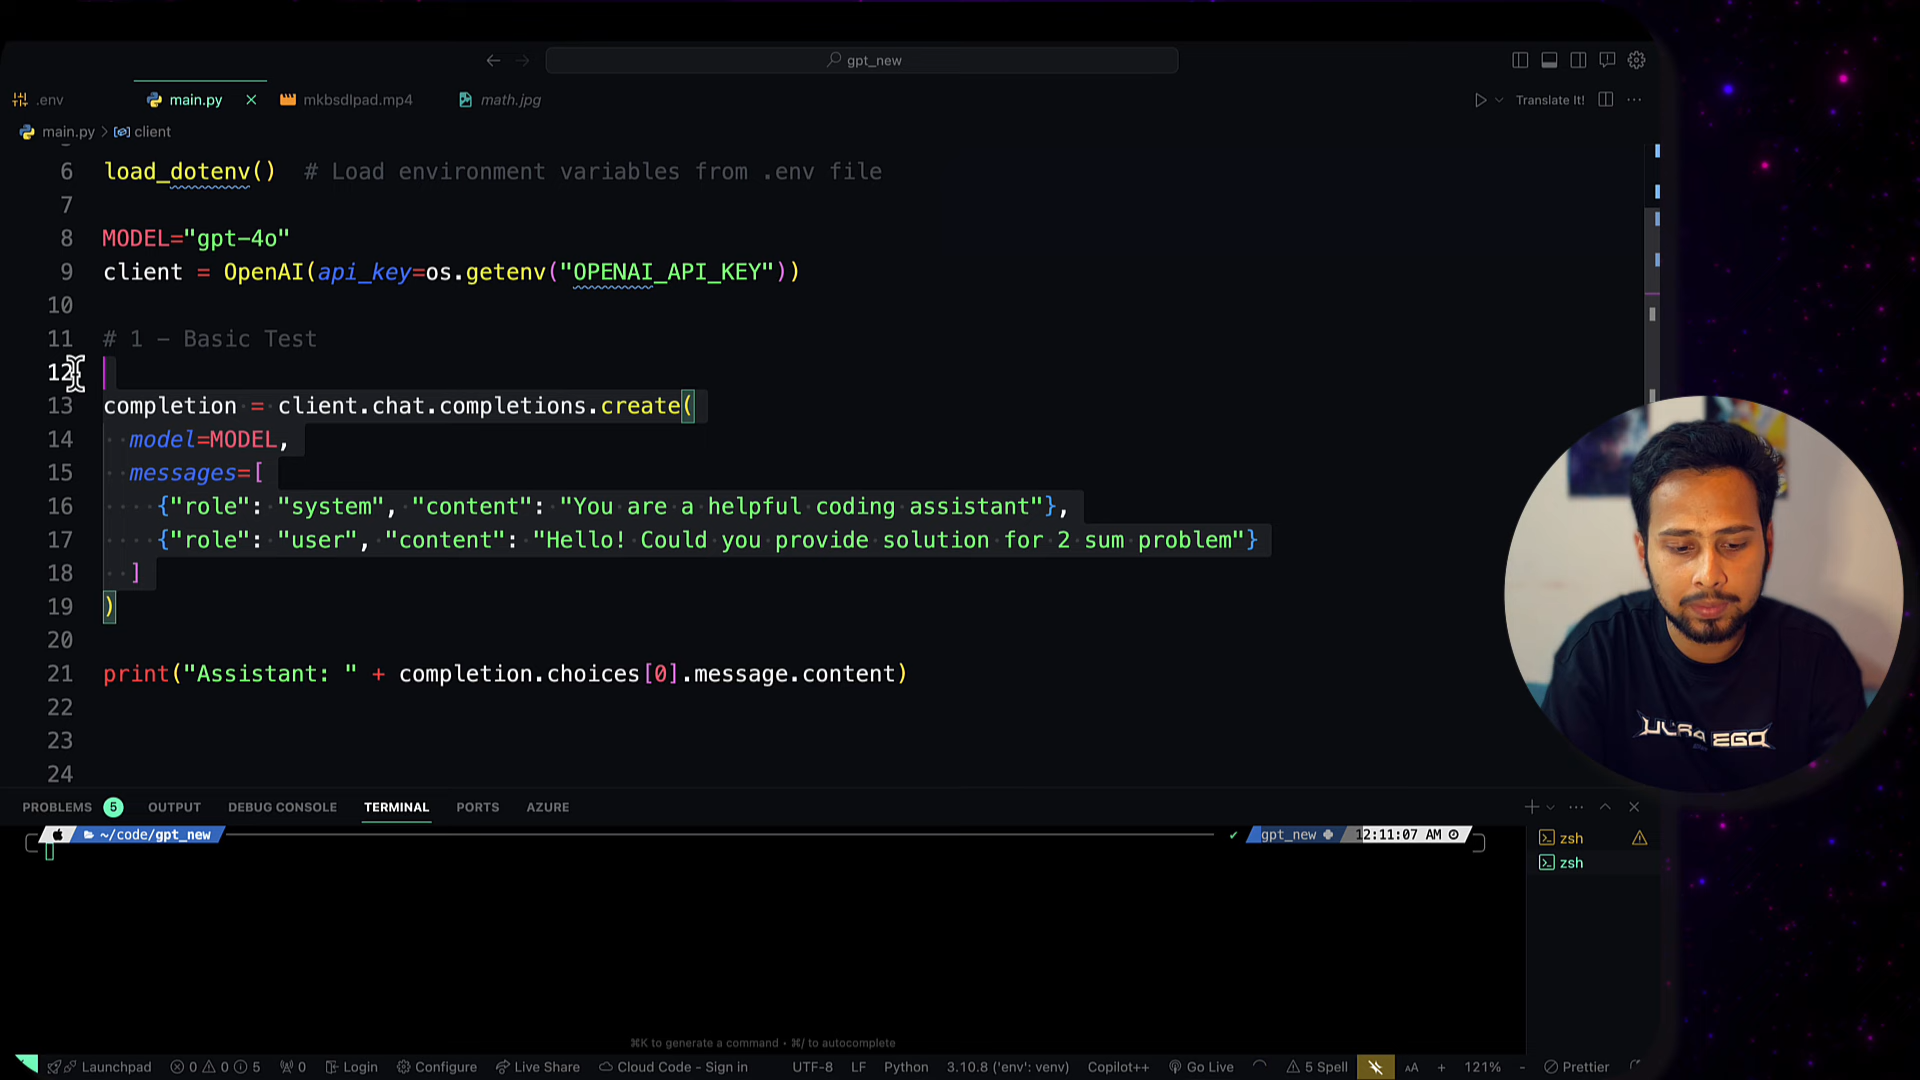 gpt_new
.env
main.py
mkbsdlpad.mp4
math.jpg
Translate It!
main.py > client
6 load_dotenv() # Load environment variables from .env file
7
8 MODEL="gpt-4o"
9 client = OpenAI(api_key=os.getenv("OPENAI_API_KEY"))
10
11 # 1 - Basic Test
12
13 completion = client.chat.completions.create(
14 model=MODEL,
15 messages=[
16 {"role": "system", "content": "You are a helpful coding assistant"},
17 {"role": "user", "content": "Hello! Could you provide solution for 2 sum problem"}
18 ]
19 )
20
21 print("Assistant: " + completion.choices[0].message.content)
22
23
24
PROBLEMS 5 OUTPUT DEBUG CONSOLE TERMINAL PORTS AZURE
~/code/gpt_new
gpt_new 12:11:07 AM
zsh
zsh
⌘K to generate a command • ⌘/ to autocomplete
Launchpad 0 0 5 0 Login Configure Live Share Cloud Code - Sign in UTF-8 LF Python 3.10.8 ('env': venv) Copilot++ Go Live 5 Spell AA + 121% - Prettier